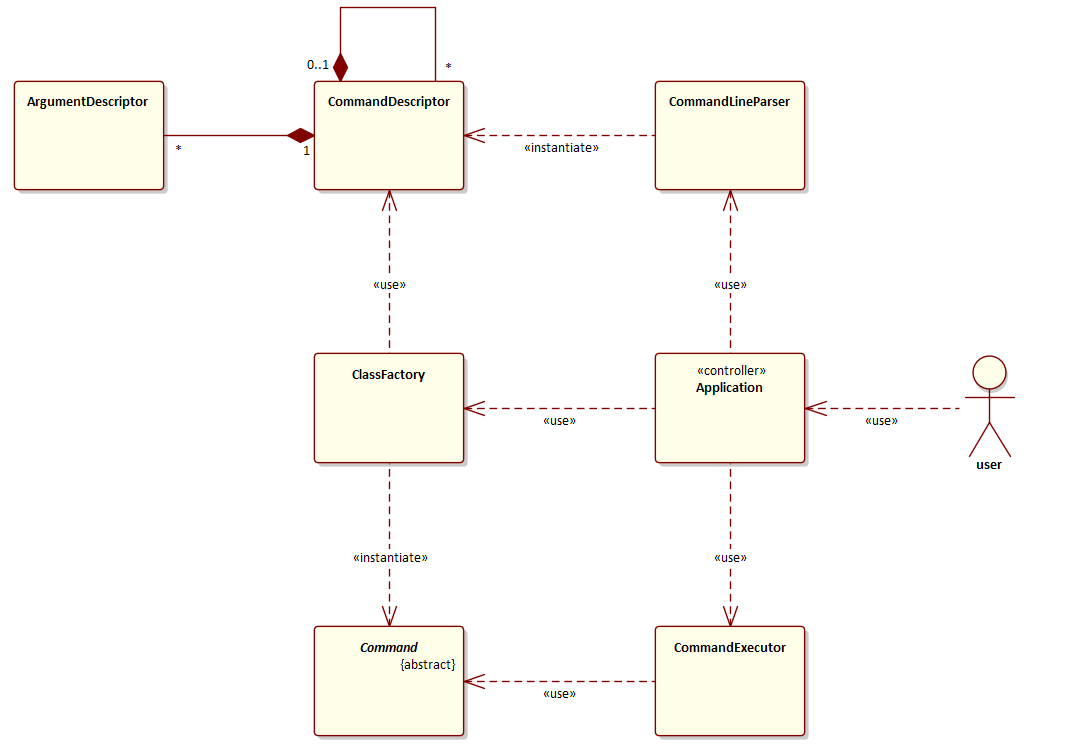 0..1
*
ArgumentDescriptor
CommandDescriptor
CommandLineParser
*
1
«instantiate»
«use»
«use»
ClassFactory
«controller»
Application
«use»
«use»
user
«instantiate»
«use»
Command
{abstract}
CommandExecutor
«use»